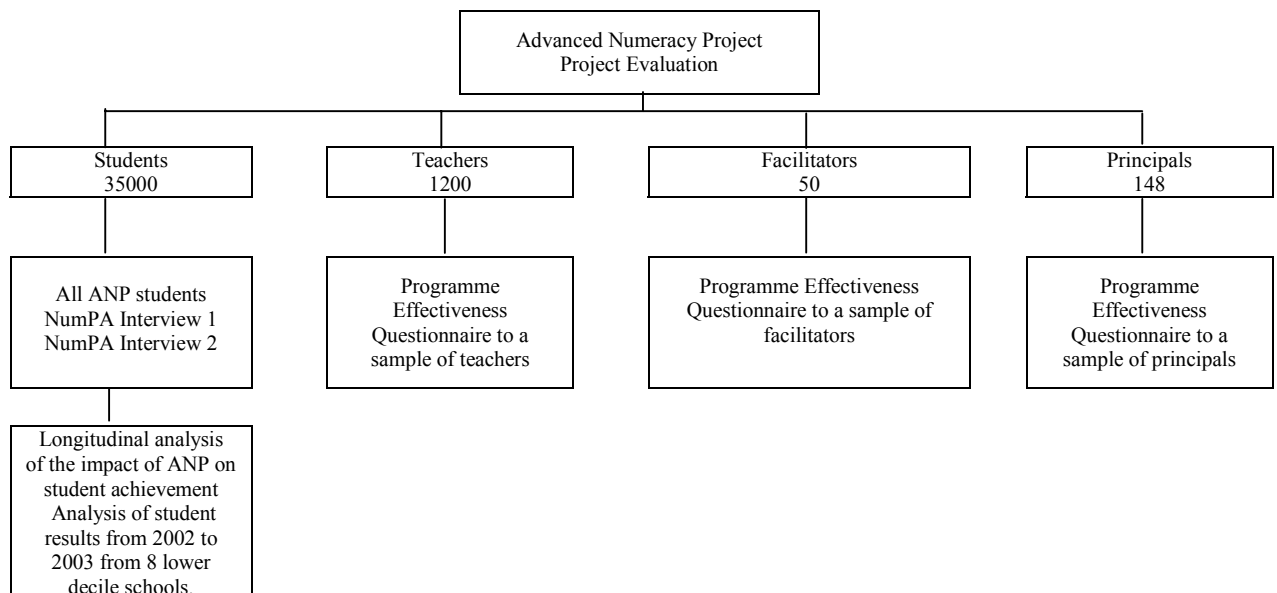 Advanced Numeracy Project
Project Evaluation
Students
35000
Teachers
1200
Facilitators
50
Principals
148
All ANP students
NumPA Interview 1
NumPA Interview 2
Programme
Effectiveness
Questionnaire to a
sample of teachers
Programme Effectiveness
Questionnaire to a sample of
facilitators
Programme
Effectiveness
Questionnaire to a
sample of principals
Longitudinal analysis
of the impact of ANP on
student achievement
Analysis of student
results from 2002 to
2003 from 8 lower
decile schools.